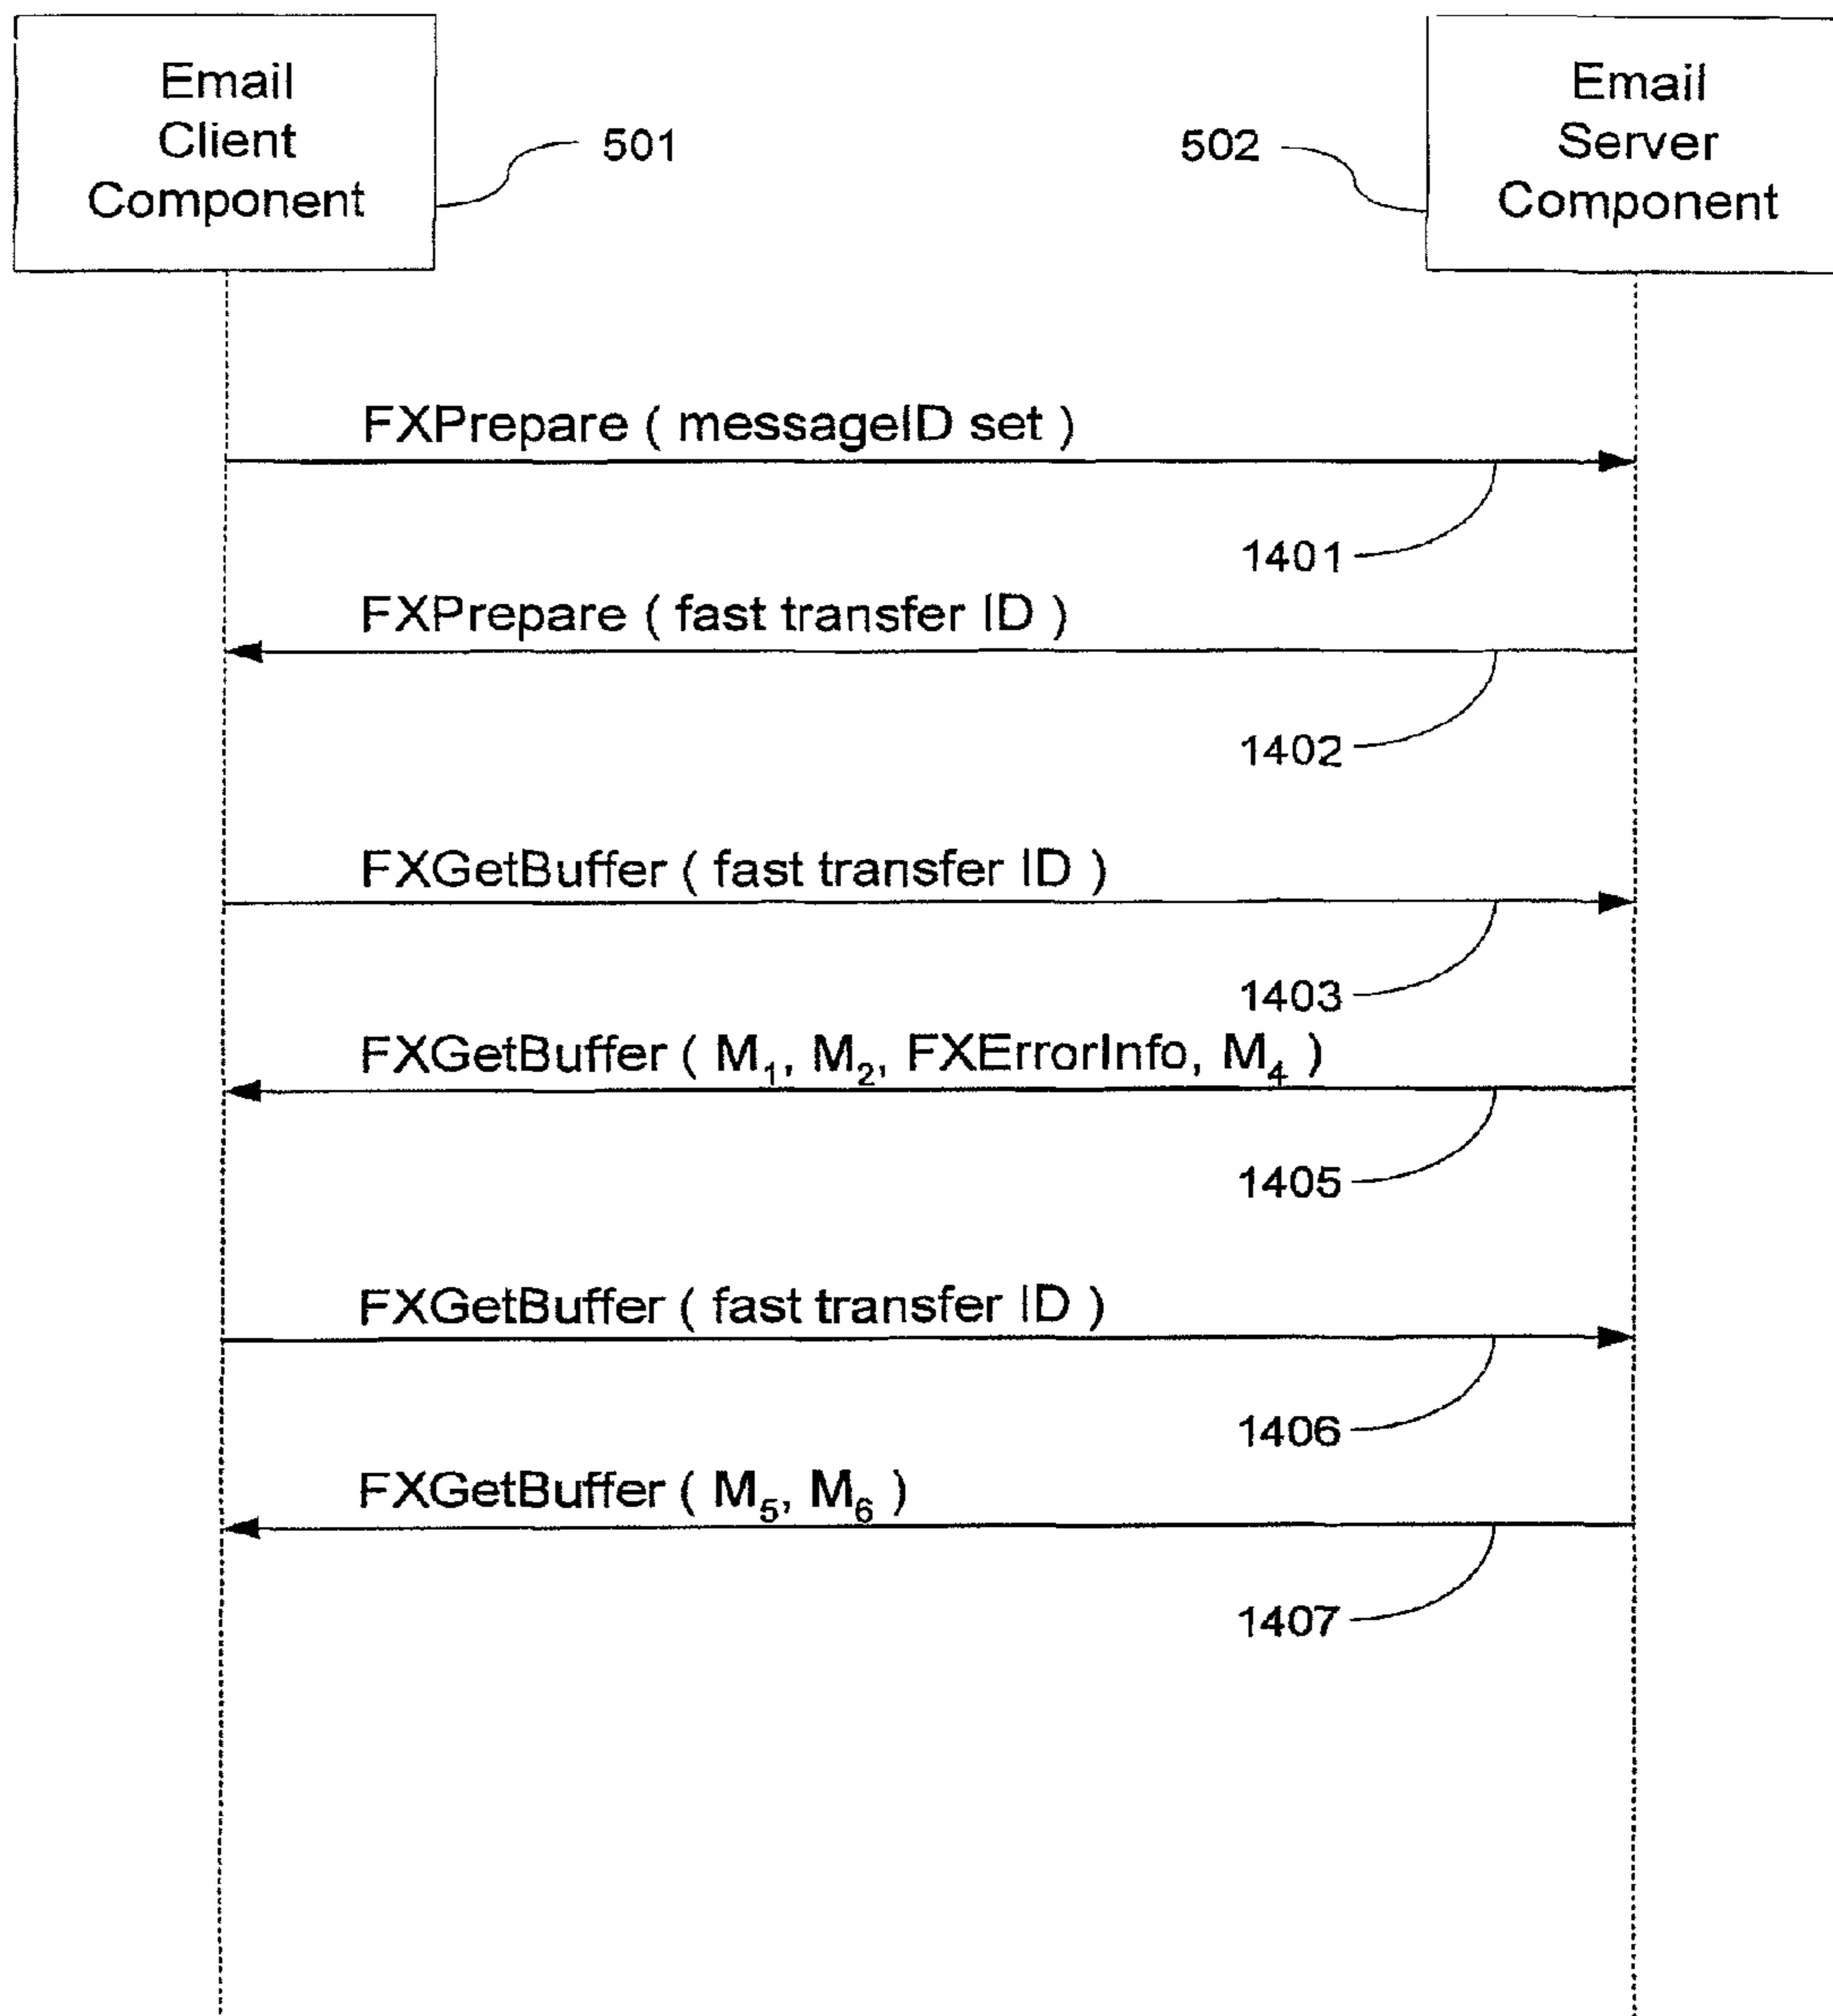 Email
Client
Component
501
502
Email
Server
Component
FXPrepare ( messageID set )
1401
FXPrepare ( fast transfer ID )
1402
FXGetBuffer ( fast transfer ID )
1403
FXGetBuffer ( M₁, M₂, FXErrorInfo, M₄ )
1405
FXGetBuffer ( fast transfer ID )
1406
FXGetBuffer ( M₅, M₆ )
1407